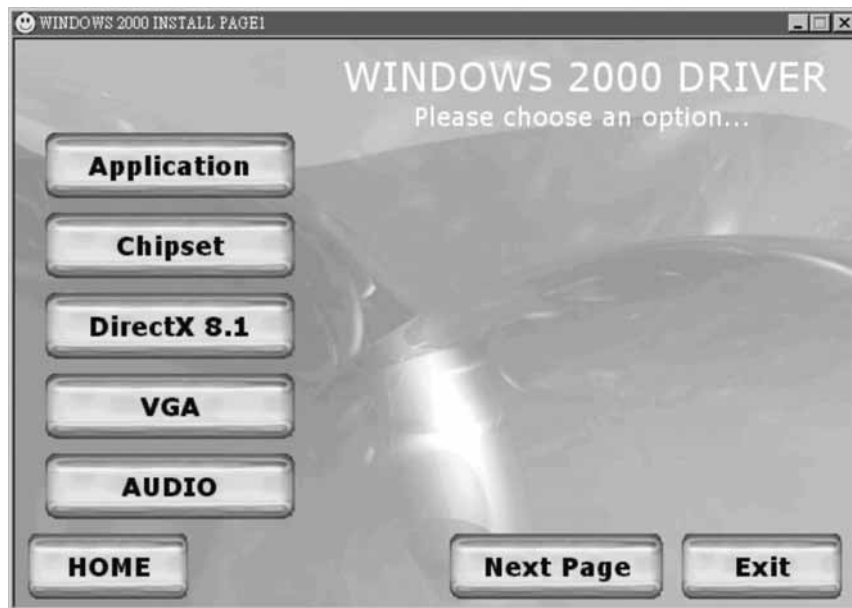 WINDOWS 2000 INSTALL PAGE1
WINDOWS 2000 DRIVER
Please choose an option...
Application
Chipset
DirectX 8.1
VGA
AUDIO
HOME
Next Page
Exit